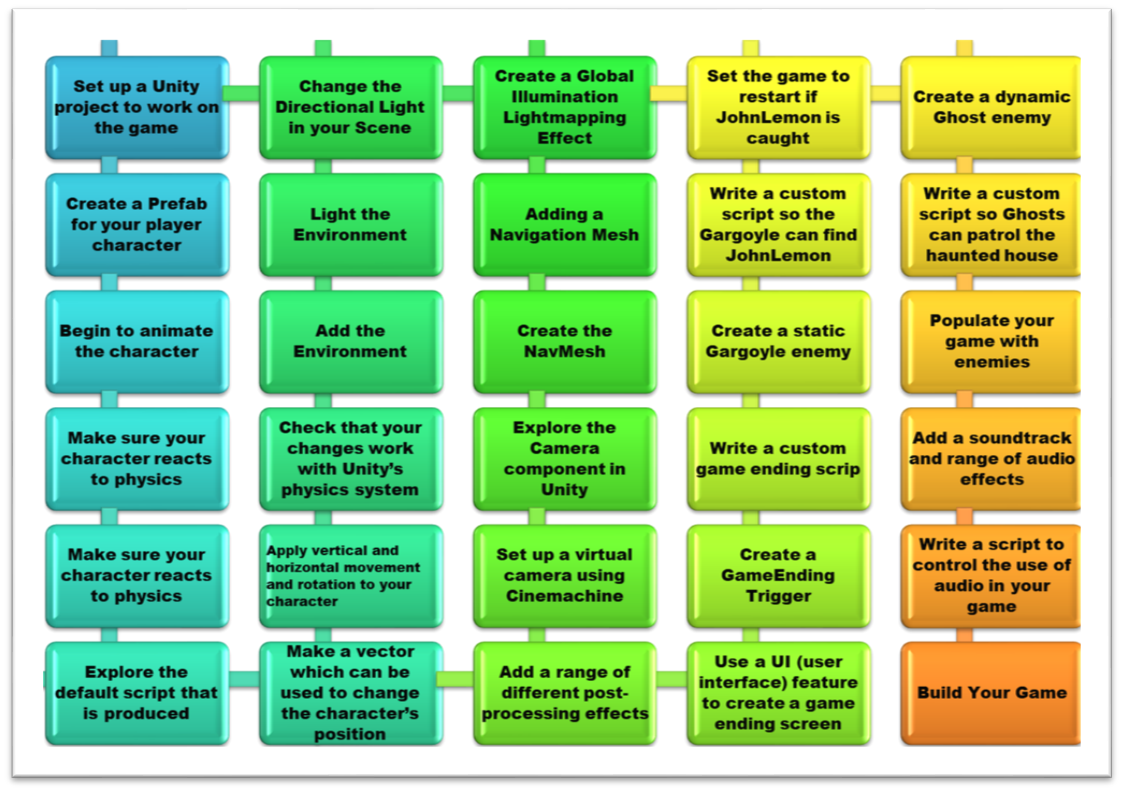 Set up a Unity
project to work on
the game
Create a Prefab
for your player
character
Begin to animate
the character
Make sure your
character reacts
to physics
Make sure your
character reacts
to physics
Explore the
default script that
is produced
Make a vector
which can be
used to change
the character's
position
Apply vertical and
horizontal movement
and rotation to your
character
Check that your
changes work
with Unity's
physics system
Add the
Environment
Light the
Environment
Change the
Directional Light
in your Scene
Create a Global
Illumination
Lightmapping
Effect
Adding a
Navigation Mesh
Create the
NavMesh
Explore the
Camera
component in
Unity
Set up a virtual
camera using
Cinemachine
Add a range of
different post-
processing effects
Use a UI (user
interface) feature
to create a game
ending screen
Create a
GameEnding
Trigger
Write a custom
game ending scrip
Create a static
Gargoyle enemy
Write a custom
script so the
Gargoyle can find
JohnLemon
Set the game to
restart if
JohnLemon is
caught
Create a dynamic
Ghost enemy
Write a custom
script so Ghosts
can patrol the
haunted house
Populate your
game with
enemies
Add a soundtrack
and range of audio
effects
Write a script to
control the use of
audio in your
game
Build Your Game